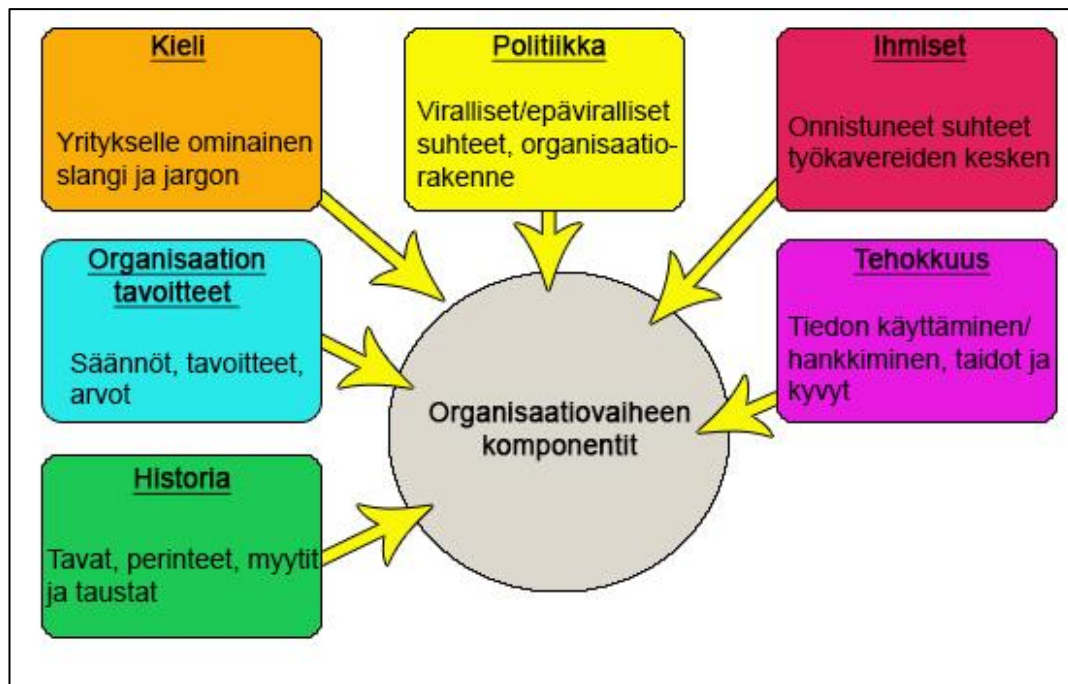 Kieli
Yritykselle ominainen
slangi ja jargon
Politiikka
Viralliset/epäviralliset
suhteet, organisaatio-
rakenne
Ihmiset
Onnistuneet suhteet
työkavereiden kesken
Organisaation
tavoitteet
Säännöt, tavoitteet,
arvot
Tehokkuus
Tiedon käyttäminen/
hankkiminen, taidot ja
kyvyt
Organisaatiovaiheen
komponentit
Historia
Tavat, perinteet, myytit
ja taustat